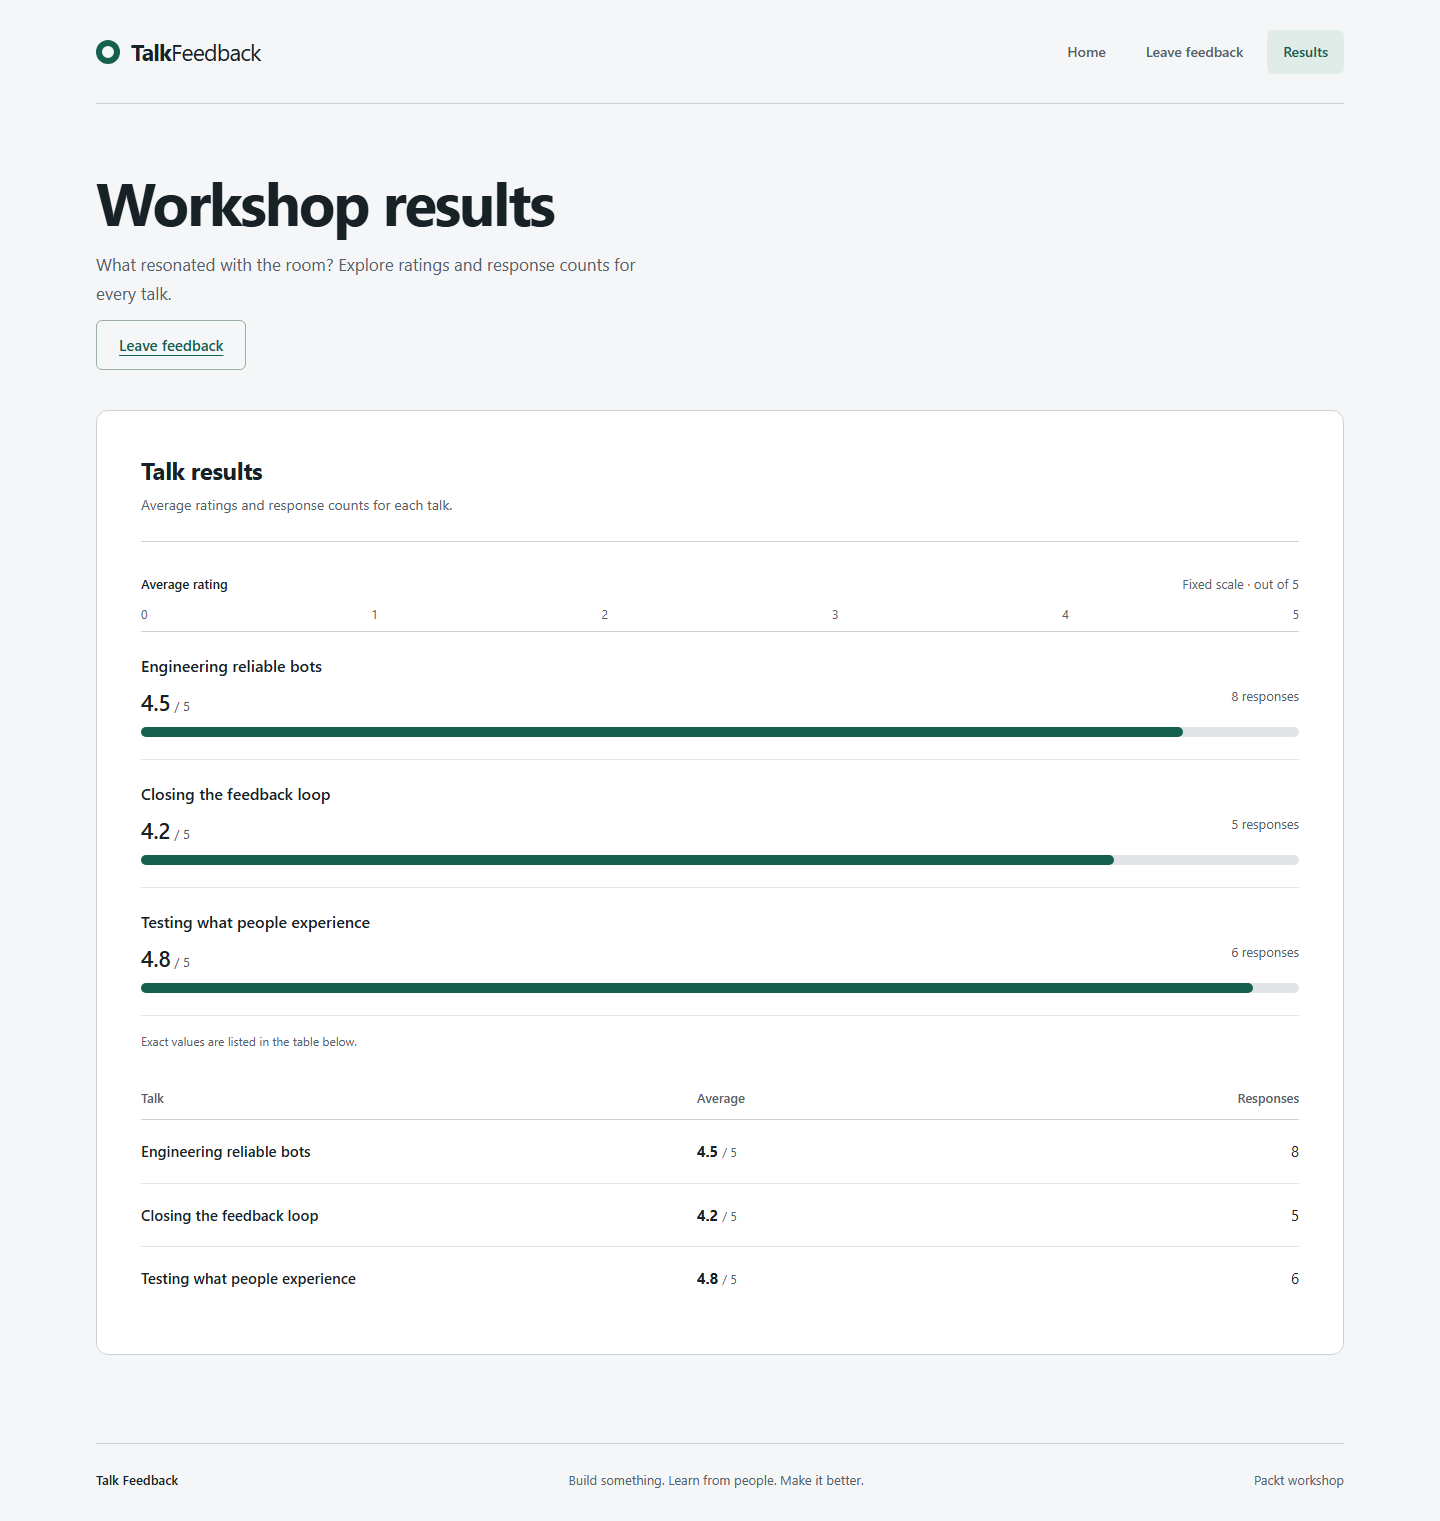 TalkFeedback
Home Leave feedback Results
Workshop results
What resonated with the room? Explore ratings and response counts for
every talk.
Leave feedback
Talk results
Average ratings and response counts for each talk.
Average rating Fixed scale · out of 5
0 1 2 3 4 5
Engineering reliable bots
4.5 / 5 8 responses
Closing the feedback loop
4.2 / 5 5 responses
Testing what people experience
4.8 / 5 6 responses
Exact values are listed in the table below.
Talk Average Responses
Engineering reliable bots 4.5 / 5 8
Closing the feedback loop 4.2 / 5 5
Testing what people experience 4.8 / 5 6
Talk Feedback Build something. Learn from people. Make it better. Packt workshop